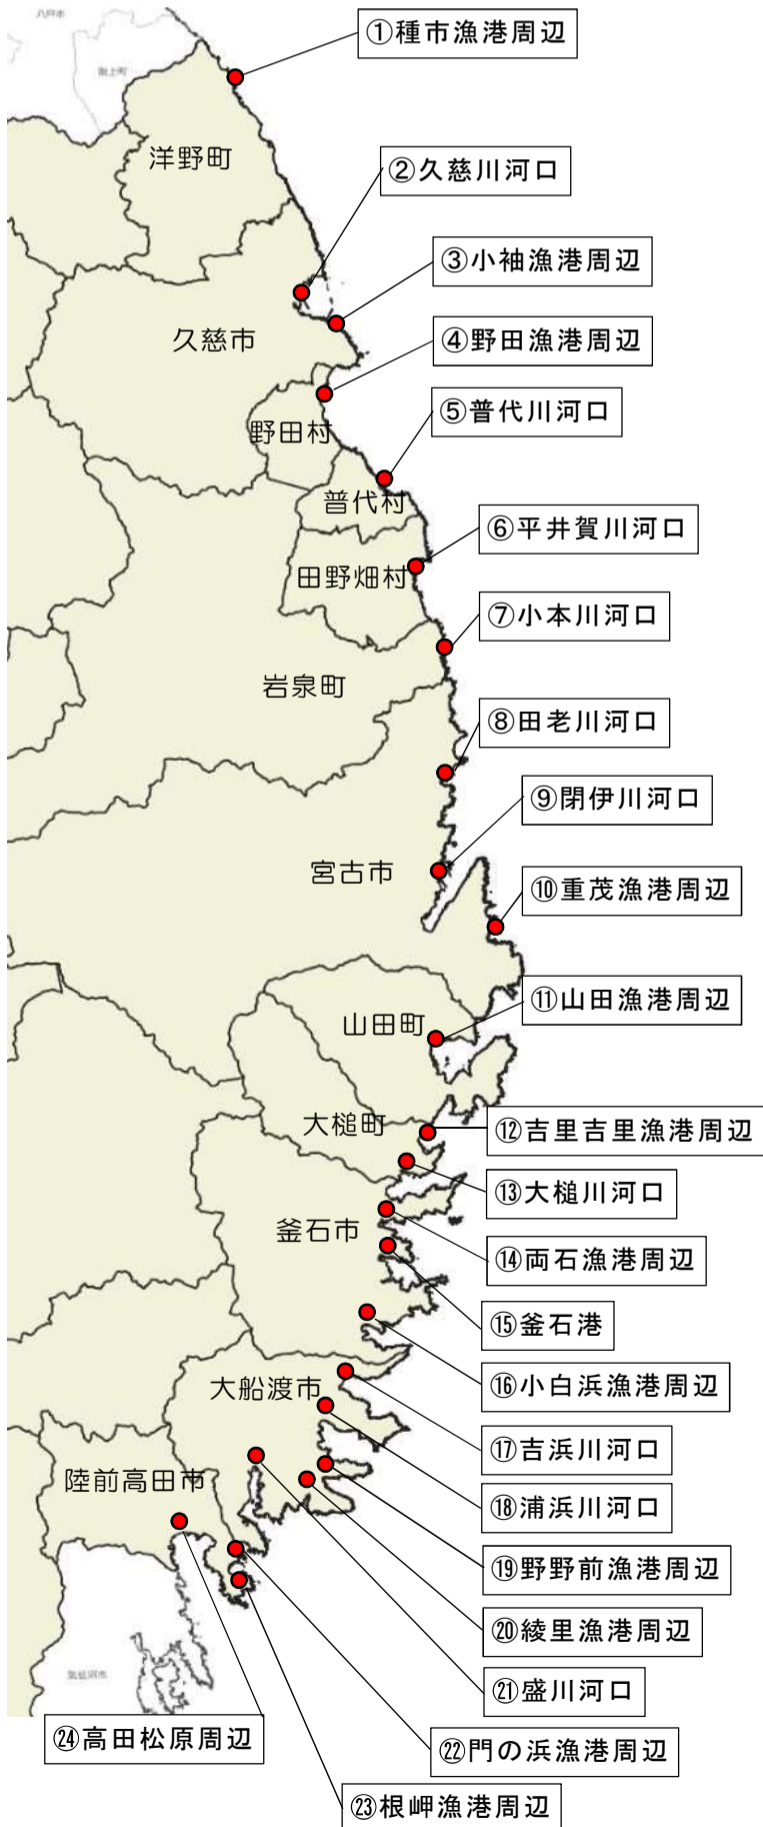 八戸市
階上町
①種市漁港周辺
洋野町
②久慈川河口
③小袖漁港周辺
久慈市
④野田漁港周辺
⑤普代川河口
野田村
普代村
⑥平井賀川河口
田野畑村
⑦小本川河口
岩泉町
⑧田老川河口
⑨閉伊川河口
宮古市
⑩重茂漁港周辺
⑪山田漁港周辺
山田町
大槌町
⑫吉里吉里漁港周辺
⑬大槌川河口
釜石市
⑭両石漁港周辺
⑮釜石港
⑯小白浜漁港周辺
大船渡市
⑰吉浜川河口
陸前高田市
⑱浦浜川河口
⑲野野前漁港周辺
⑳綾里漁港周辺
気仙沼市
㉑盛川河口
㉔高田松原周辺
㉒門の浜漁港周辺
㉓根岬漁港周辺